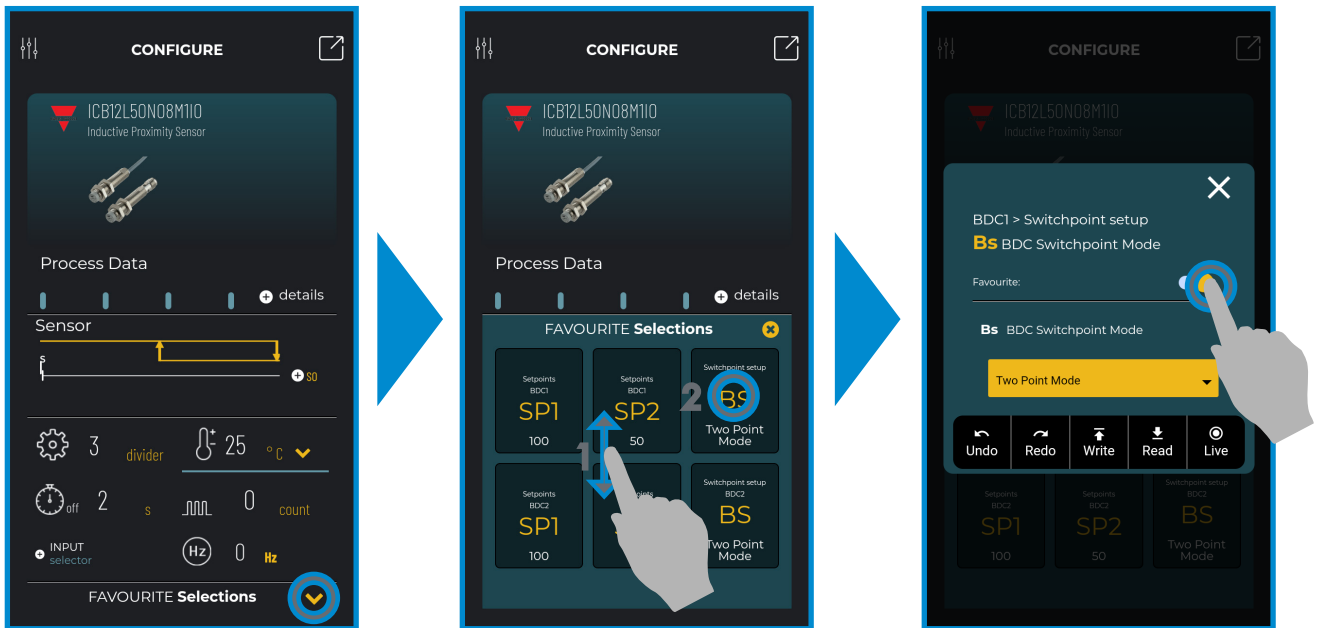 CONFIGURE
ICB12L50N08M1IO
Inductive Proximity Sensor
Process Data
details
Sensor
s
SO
3 divider
25 °C
off 2 s
0 count
INPUT
selector
Hz 0 Hz
FAVOURITE Selections
CONFIGURE
ICB12L50N08M1IO
Inductive Proximity Sensor
Process Data
details
FAVOURITE Selections
Setpoints
BDC1
SP1
100
Setpoints
BDC1
SP2
50
Switchpoint setup
BS
Two Point
Mode
1
2
Setpoints
BDC2
SP1
100
Switchpoint setup
BDC2
BS
Two Point
Mode
CONFIGURE
ICB12L50N08M1IO
Inductive Proximity Sensor
BDC1 > Switchpoint setup
Bs BDC Switchpoint Mode
Favourite:
Bs BDC Switchpoint Mode
Two Point Mode
Undo
Redo
Write
Read
Live
Setpoints
BDC2
SP1
100
Setpoints
BDC2
SP2
50
Switchpoint setup
BDC2
BS
Two Point
Mode